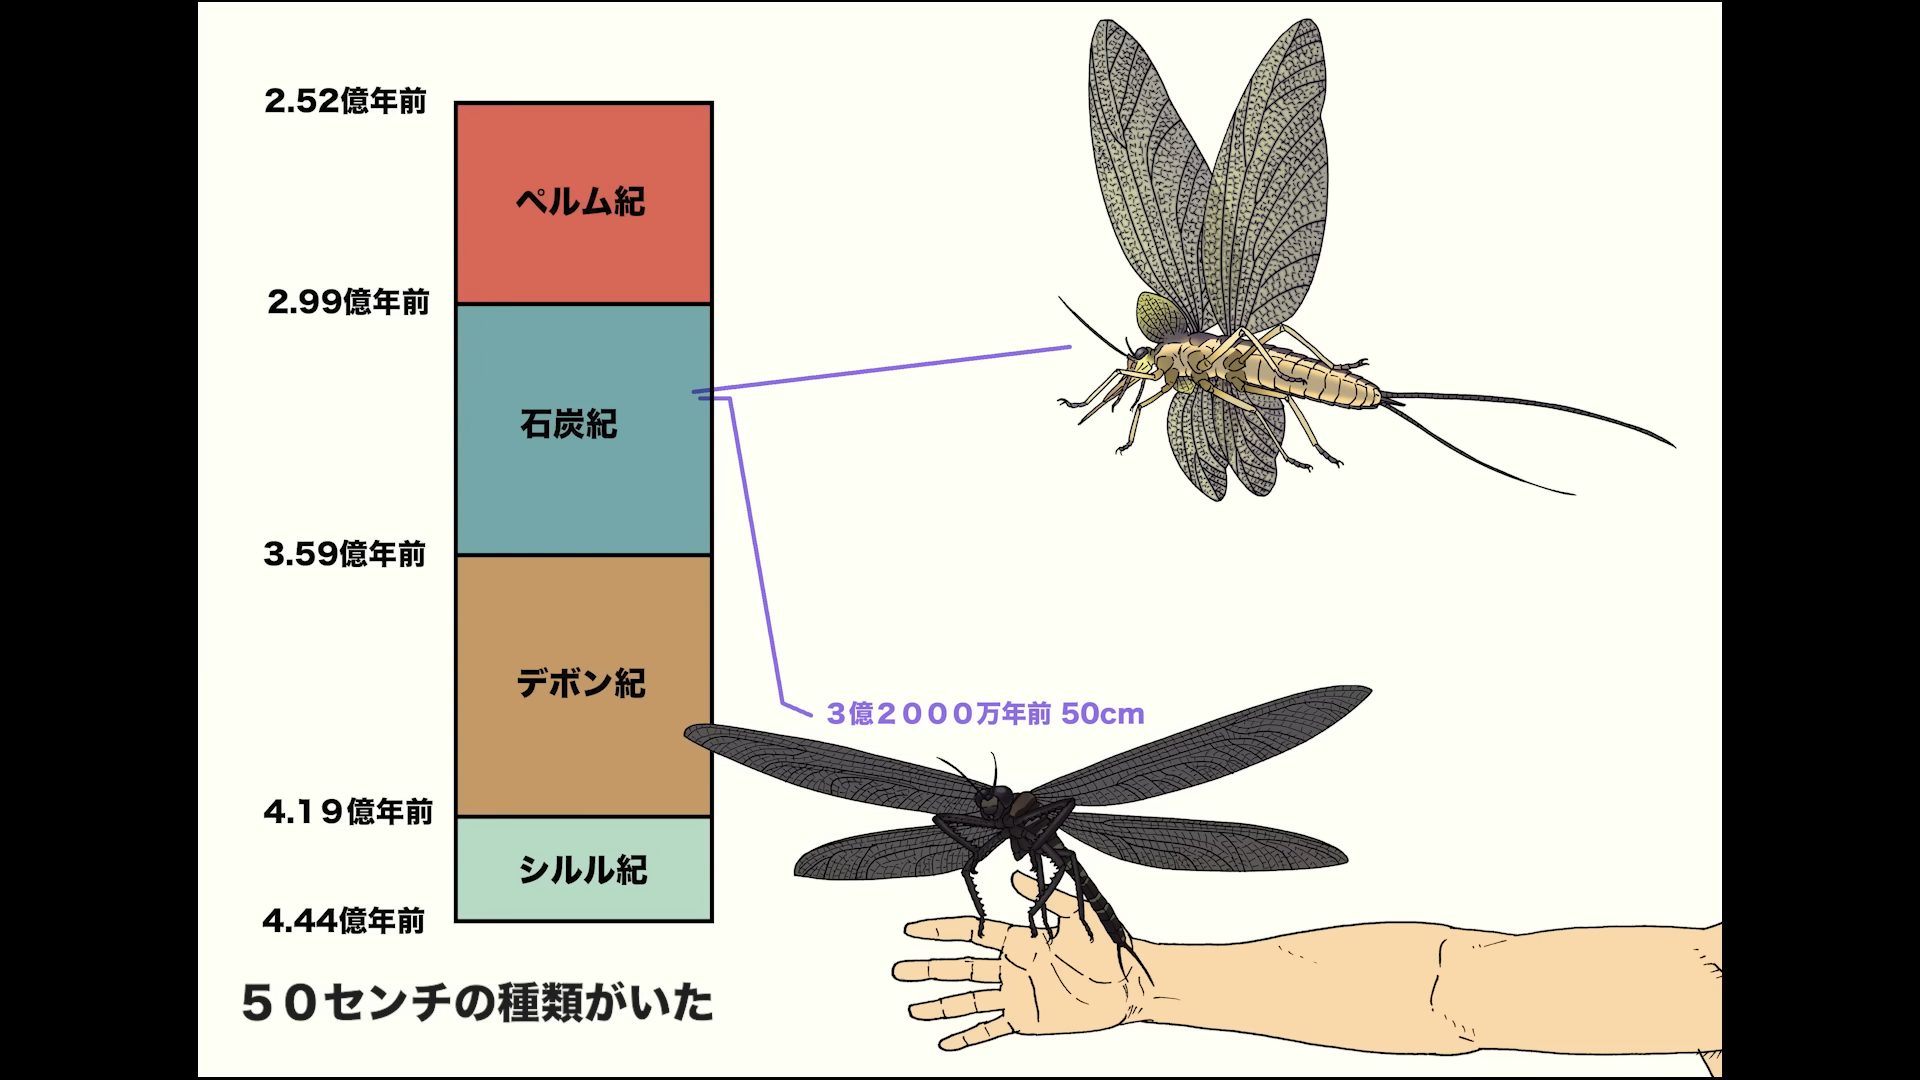 2.52億年前
ペルム紀
2.99億年前
石炭紀
3.59億年前
デボン紀
3億2000万年前 50cm
4.19億年前
シルル紀
4.44億年前
50センチの種類がいた